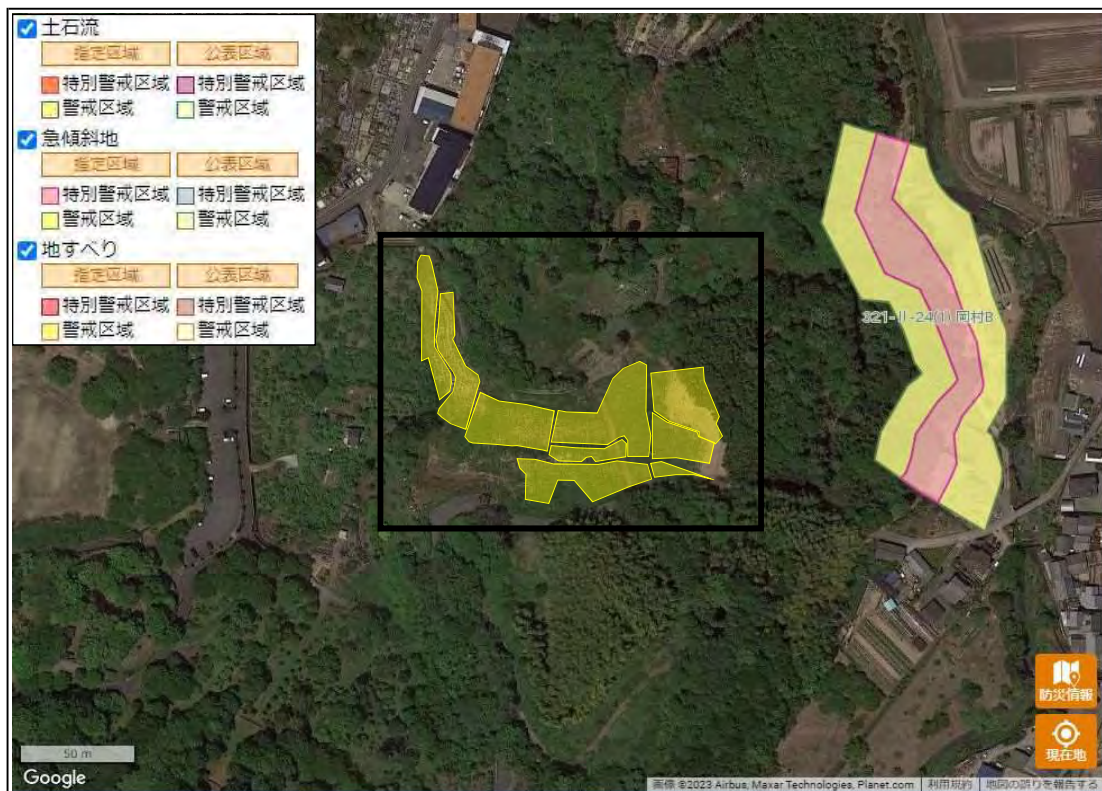 土石流
指定区域 公表区域
特別警戒区域 特別警戒区域
警戒区域 警戒区域
急傾斜地
指定区域 公表区域
特別警戒区域 特別警戒区域
警戒区域 警戒区域
地すべり
指定区域 公表区域
特別警戒区域 特別警戒区域
警戒区域 警戒区域
321-Ⅱ-24(1) 岡村B
防災情報
現在地
50 m
Google
画像 ©2023 Airbus, Maxar Technologies, Planet.com 利用規約 地図の誤りを報告する